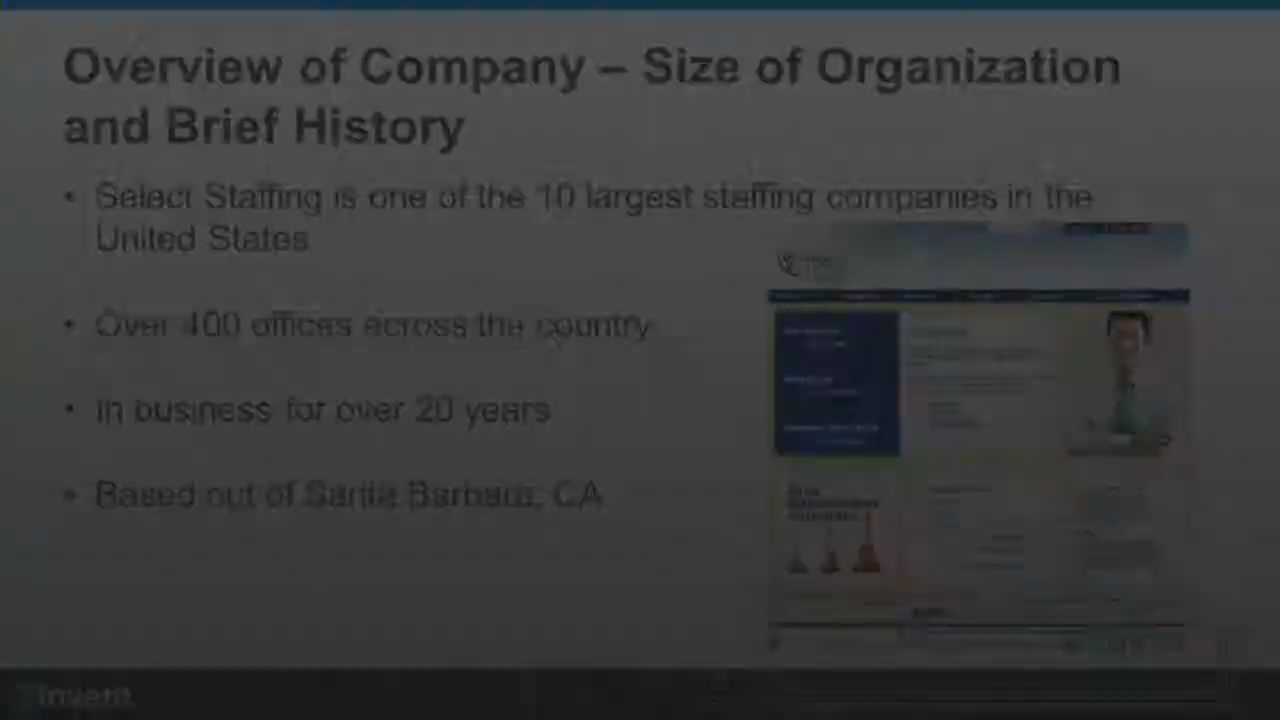 Overview of Company – Size of Organization
and Brief History
• Select Staffing is one of the 10 largest staffing companies in the
United States
• Over 400 offices across the country
• In business for over 20 years
• Based out of Santa Barbara, CA
Invent